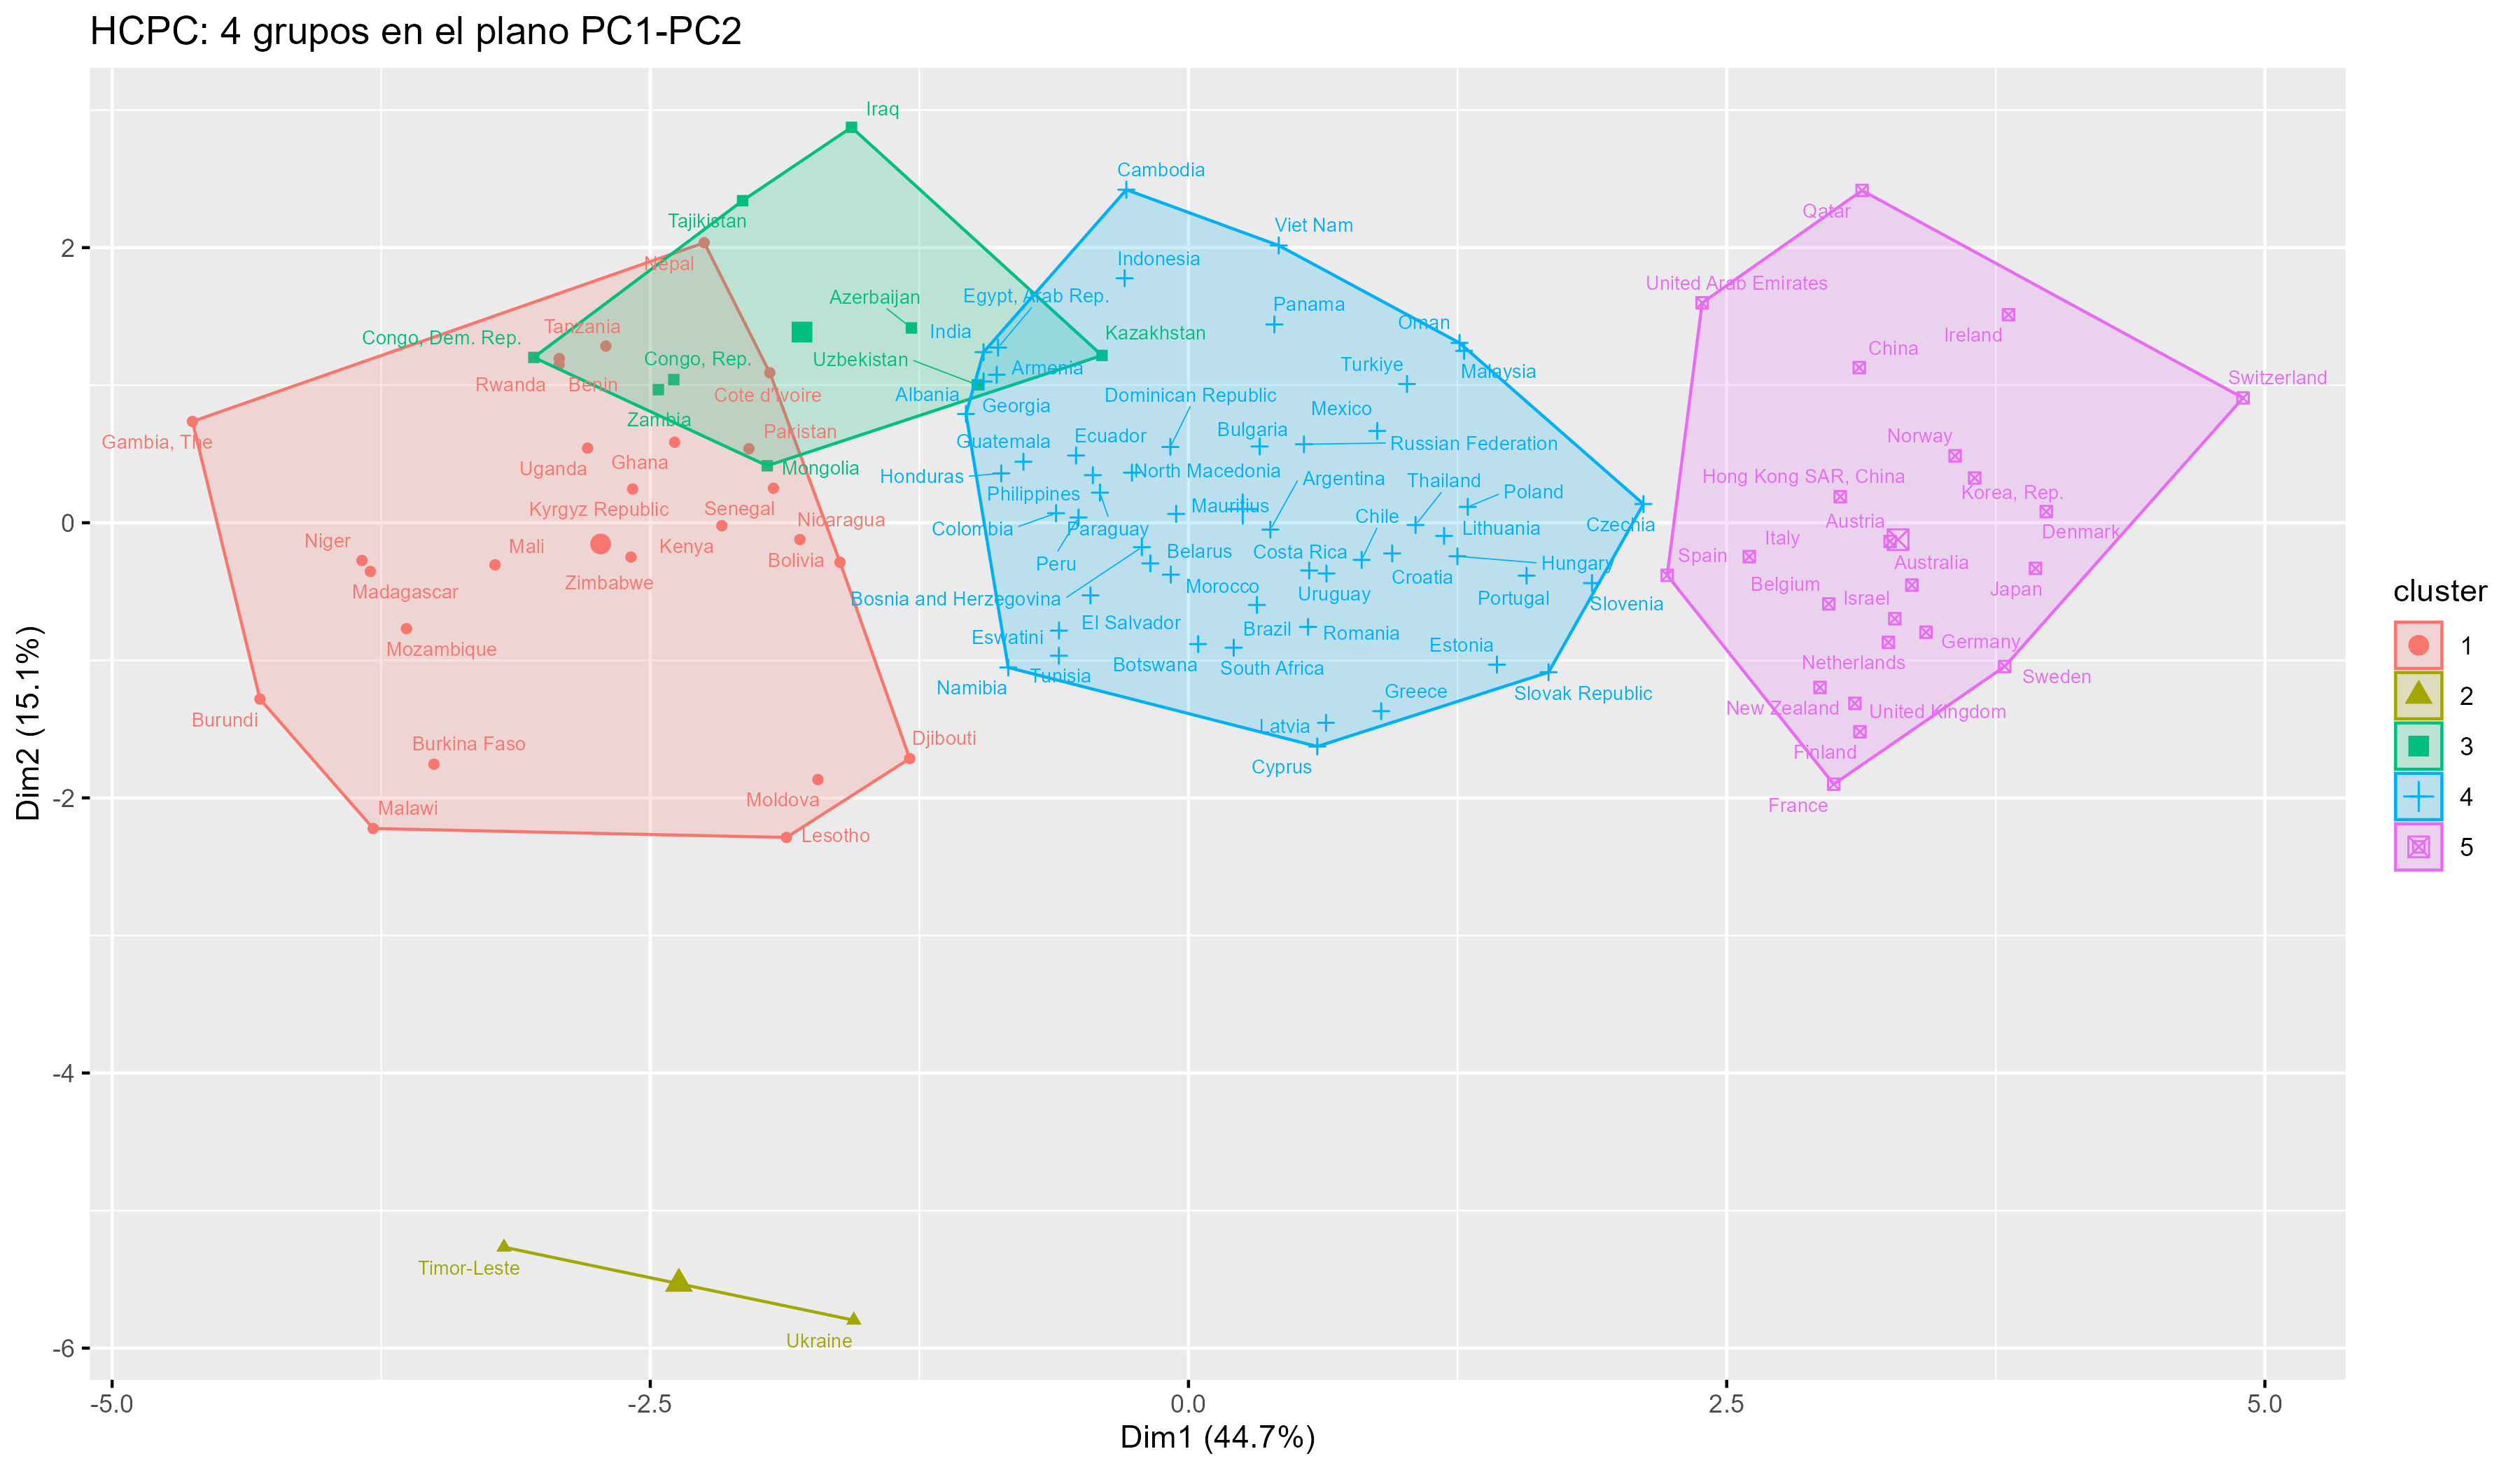 HCPC: 4 grupos en el plano PC1-PC2
Iraq
Cambodia
Tajikistan
Qatar
Viet Nam
Nepal
Indonesia
United Arab Emirates
Azerbaijan
Egypt, Arab Rep.
Panama
Tanzania
Congo, Dem. Rep.
India
Kazakhstan
Oman
Ireland
Congo, Rep.
Uzbekistan
Armenia
Turkiye
Malaysia
China
Switzerland
Rwanda
Benin
Cote d'Ivoire
Albania
Georgia
Dominican Republic
Mexico
Zambia
Gambia, The
Pakistan
Guatemala
Ecuador
Bulgaria
Russian Federation
Norway
Uganda
Ghana
Mongolia
Honduras
North Macedonia
Argentina
Thailand
Hong Kong SAR, China
Korea, Rep.
Kyrgyz Republic
Senegal
Philippines
Mauritius
Poland
Nicaragua
Colombia
Paraguay
Chile
Lithuania
Czechia
Austria
Denmark
Niger
Mali
Kenya
Bolivia
Peru
Belarus
Costa Rica
Croatia
Hungary
Spain
Italy
Australia
Madagascar
Zimbabwe
Bosnia and Herzegovina
Morocco
Uruguay
Portugal
Slovenia
Belgium
Israel
Japan
Mozambique
Eswatini
El Salvador
Brazil
Romania
Estonia
Netherlands
Germany
Namibia
Tunisia
Botswana
South Africa
Slovak Republic
Sweden
Burundi
Burkina Faso
Djibouti
Latvia
Greece
New Zealand
United Kingdom
Moldova
Cyprus
Finland
Malawi
Lesotho
France
Timor-Leste
Ukraine
2
0
-2
-4
-6
-5.0
-2.5
0.0
2.5
5.0
Dim1 (44.7%)
Dim2 (15.1%)
cluster
1
2
3
4
5